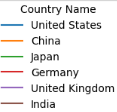 Country Name
United States
China
Japan
Germany
United Kingdom
India